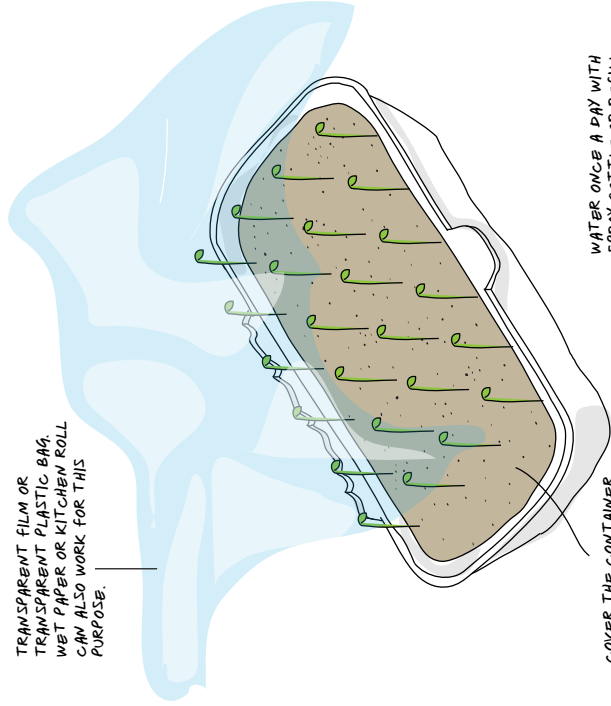 TRANSPARENT FILM OR
TRANSPARENT PLASTIC BAG.
WET PAPER OR KITCHEN ROLL
CAN ALSO WORK FOR THIS
PURPOSE.
WATER ONCE A DAY WITH
COVER THE CONTAINER